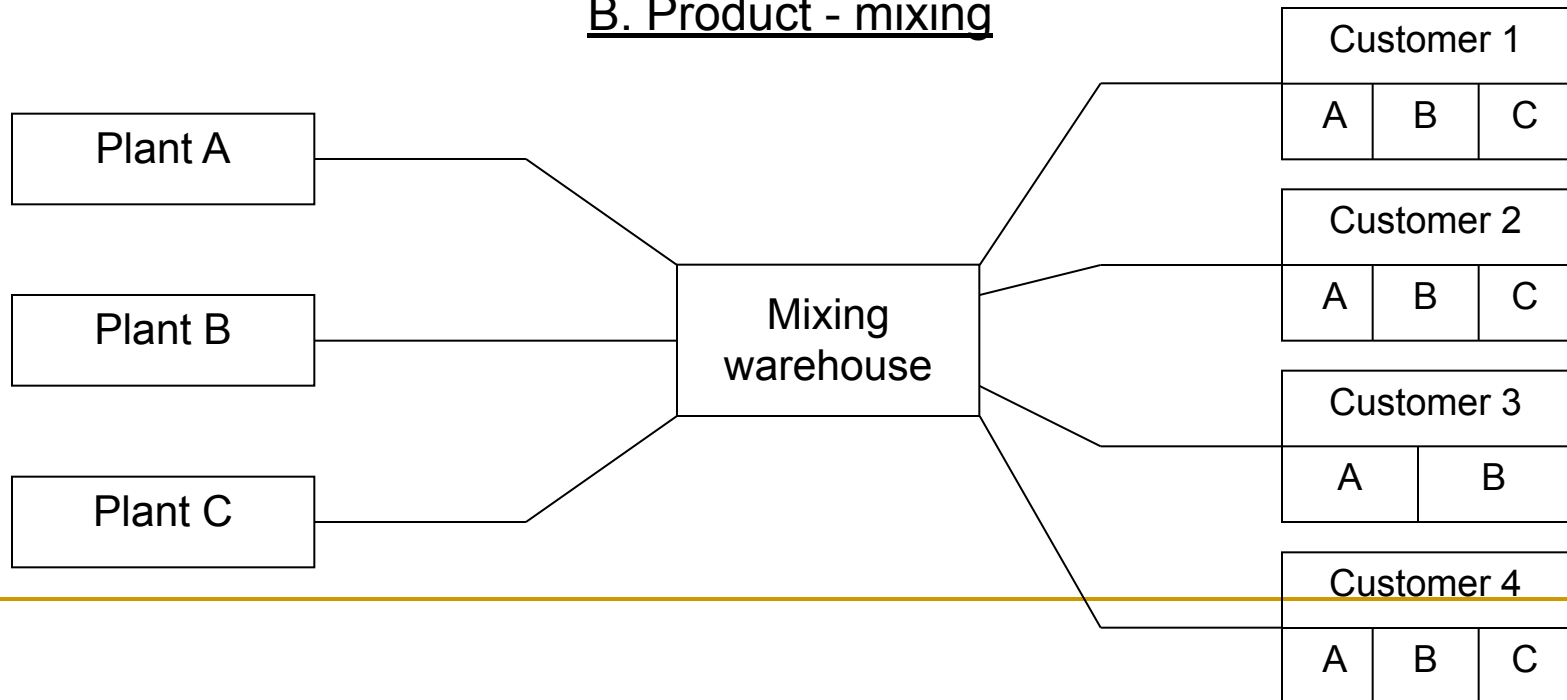 B. Product - mixing
Plant A
Plant B
Plant C
Mixing
warehouse
Customer 1
A B C
Customer 2
A B C
Customer 3
A B
Customer 4
A B C